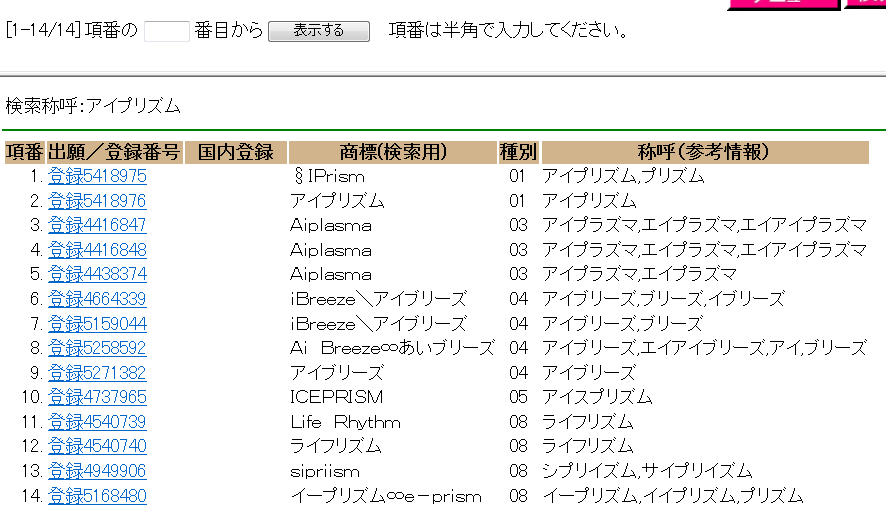 [1-14/14]項番の 番目から 表示する 項番は半角で入力してください。
検索称呼:アイプリズム
項番 出願／登録番号 国内登録 商標(検索用) 種別 称呼(参考情報)
1. 登録5418975 §ＩＰｒｉｓｍ 01 アイプリズム,プリズム
2. 登録5418976 アイプリズム 01 アイプリズム
3. 登録4416847 Ａｉｐｌａｓｍａ 03 アイプラズマ,エイプラズマ,エイアイプラズマ
4. 登録4416848 Ａｉｐｌａｓｍａ 03 アイプラズマ,エイプラズマ,エイアイプラズマ
5. 登録4438374 Ａｉｐｌａｓｍａ 03 アイプラズマ,エイプラズマ
6. 登録4664339 ｉＢｒｅｅｚｅ＼アイブリーズ 04 アイブリーズ,ブリーズ,イブリーズ
7. 登録5159044 ｉＢｒｅｅｚｅ＼アイブリーズ 04 アイブリーズ,ブリーズ
8. 登録5258592 Ａｉ　Ｂｒｅｅｚｅ∞あいブリーズ 04 アイブリーズ,エイアイブリーズ,アイ,ブリーズ
9. 登録5271382 アイブリーズ 04 アイブリーズ
10. 登録4737965 ＩＣＥＰＲＩＳＭ 05 アイスプリズム
11. 登録4540739 Ｌｉｆｅ　Ｒｈｙｔｈｍ 08 ライフリズム
12. 登録4540740 ライフリズム 08 ライフリズム
13. 登録4949906 ｓｉｐｒｉｉｓｍ 08 シプリイズム,サイプリイズム
14. 登録5168480 イープリズム∞ｅ－ｐｒｉｓｍ 08 イープリズム,イイプリズム,プリズム